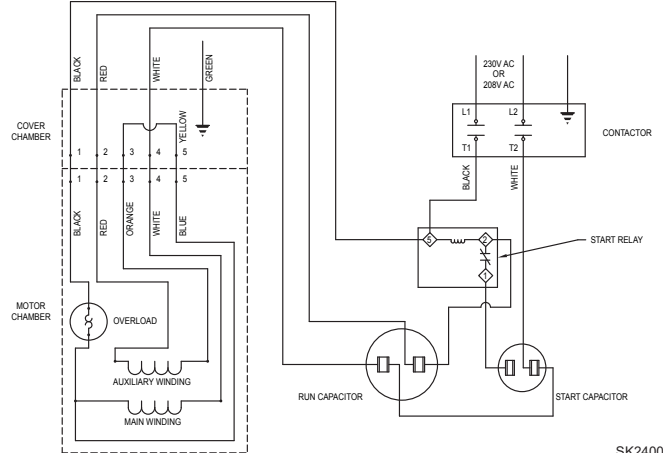 BLACK
RED
WHITE
GREEN
230V AC
OR
208V AC
L1 L2
CONTACTOR
T1 T2
BLACK
WHITE
COVER
CHAMBER
YELLOW
1 2 3 4 5
1 2 3 4 5
BLACK
RED
ORANGE
WHITE
BLUE
5 2
1
START RELAY
MOTOR
CHAMBER
OVERLOAD
AUXILIARY WINDING
MAIN WINDING
RUN CAPACITOR
START CAPACITOR
SK2400